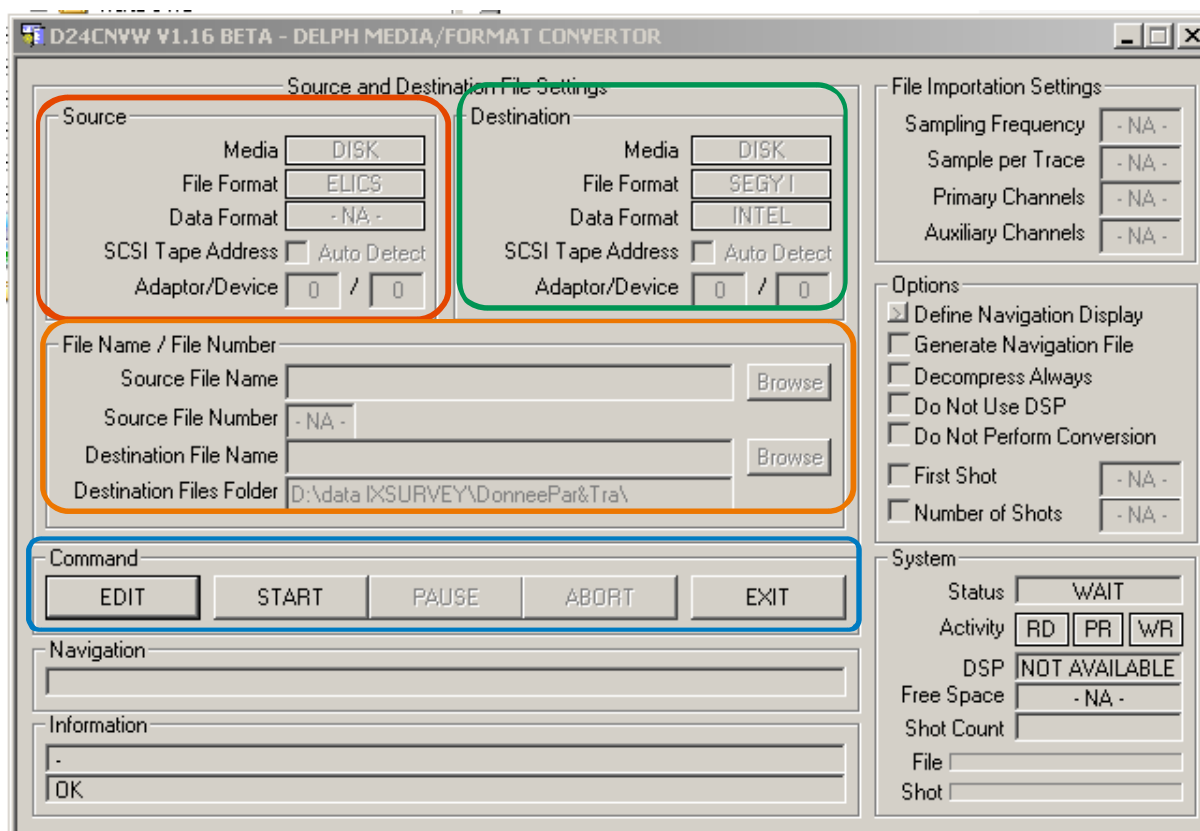 D24CNVW V1.16 BETA - DELPH MEDIA/FORMAT CONVERTOR
Source and Destination File Settings
Source
Media DISK
File Format ELICS
Data Format - NA -
SCSI Tape Address Auto Detect
Adaptor/Device 0 / 0
Destination
Media DISK
File Format SEGY I
Data Format INTEL
SCSI Tape Address Auto Detect
Adaptor/Device 0 / 0
File Name / File Number
Source File Name Browse
Source File Number - NA -
Destination File Name Browse
Destination Files Folder D:\data IXSURVEY\DonneePar&Tra\
Command
EDIT START PAUSE ABORT EXIT
Navigation
Information
-
OK
File Importation Settings
Sampling Frequency - NA -
Sample per Trace - NA -
Primary Channels - NA -
Auxiliary Channels - NA -
Options
Define Navigation Display
Generate Navigation File
Decompress Always
Do Not Use DSP
Do Not Perform Conversion
First Shot - NA -
Number of Shots - NA -
System
Status WAIT
Activity RD PR WR
DSP NOT AVAILABLE
Free Space - NA -
Shot Count
File
Shot